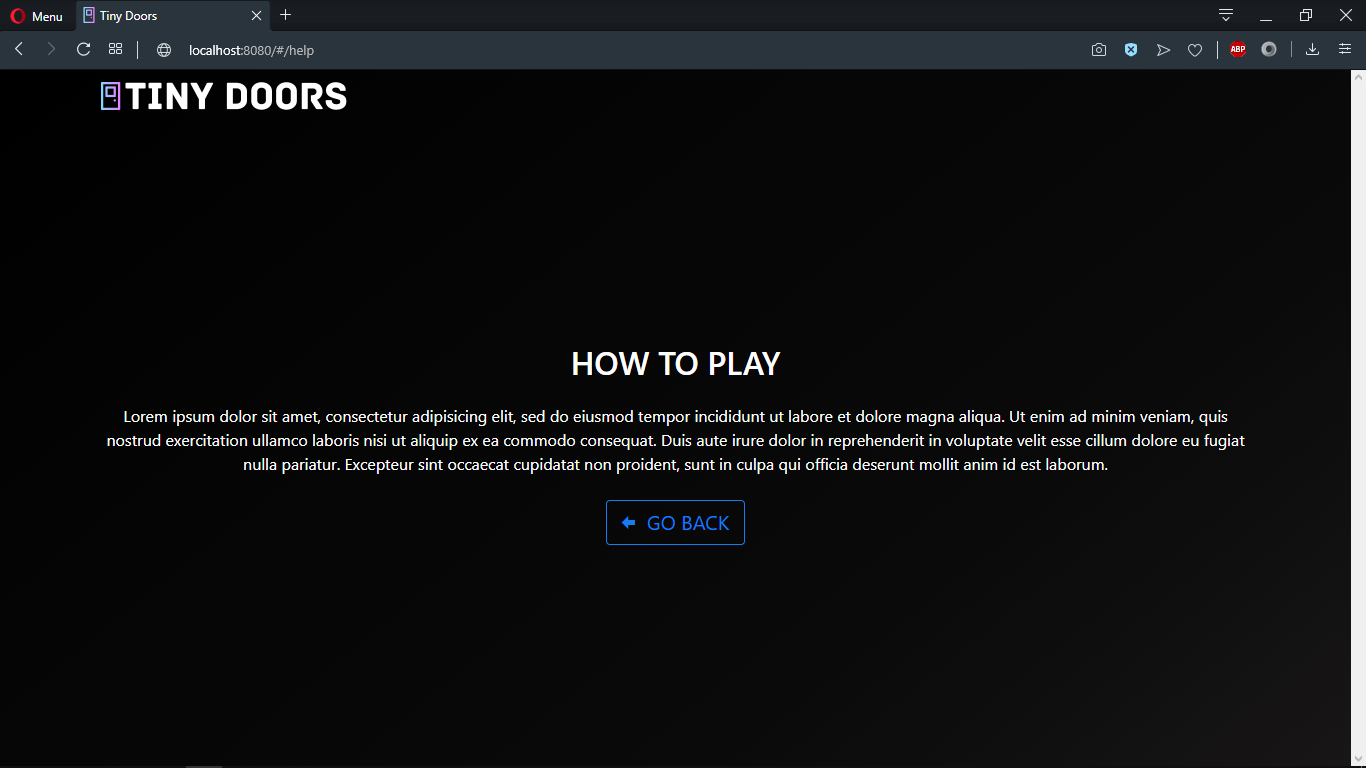 Menu
Tiny Doors
localhost:8080/#/help
ABP
TINY DOORS
HOW TO PLAY
Lorem ipsum dolor sit amet, consectetur adipisicing elit, sed do eiusmod tempor incididunt ut labore et dolore magna aliqua. Ut enim ad minim veniam, quis
nostrud exercitation ullamco laboris nisi ut aliquip ex ea commodo consequat. Duis aute irure dolor in reprehenderit in voluptate velit esse cillum dolore eu fugiat
nulla pariatur. Excepteur sint occaecat cupidatat non proident, sunt in culpa qui officia deserunt mollit anim id est laborum.
GO BACK